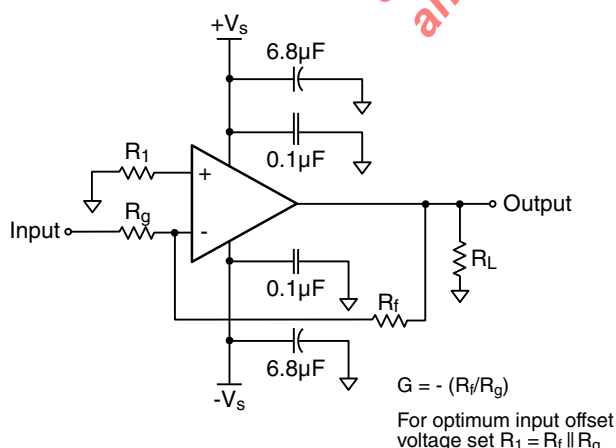 +Vs
6.8μF
0.1μF
R1
+
Rg
Input
-
Output
RL
0.1μF
Rf
6.8μF
-Vs
G = - (Rf/Rg)
For optimum input offset
voltage set R1 = Rf || Rg